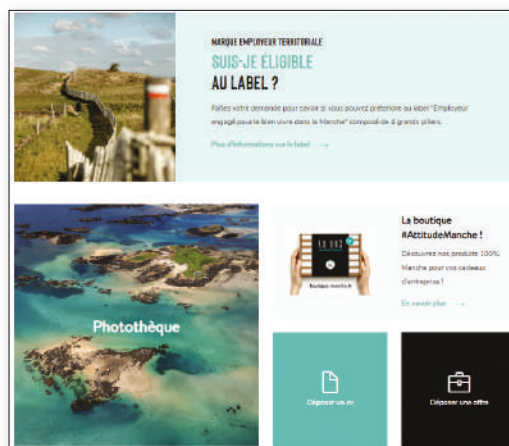 MARQUE EMPLOYEUR TERRITORIALE
SUIS-JE ÉLIGIBLE
AU LABEL ?
Faites votre demande pour savoir si vous pouvez prétendre au label "Employeur
engagé pour le bien vivre dans la Manche" composé de 4 grands piliers.
Plus d'informations sur le label →
Photothèque
La boutique
#AttitudeManche !
Découvrez nos produits 100%
Manche pour vos cadeaux
d'entreprise !
En savoir plus →
LA BOX
Déposer un cv
Déposer une offre